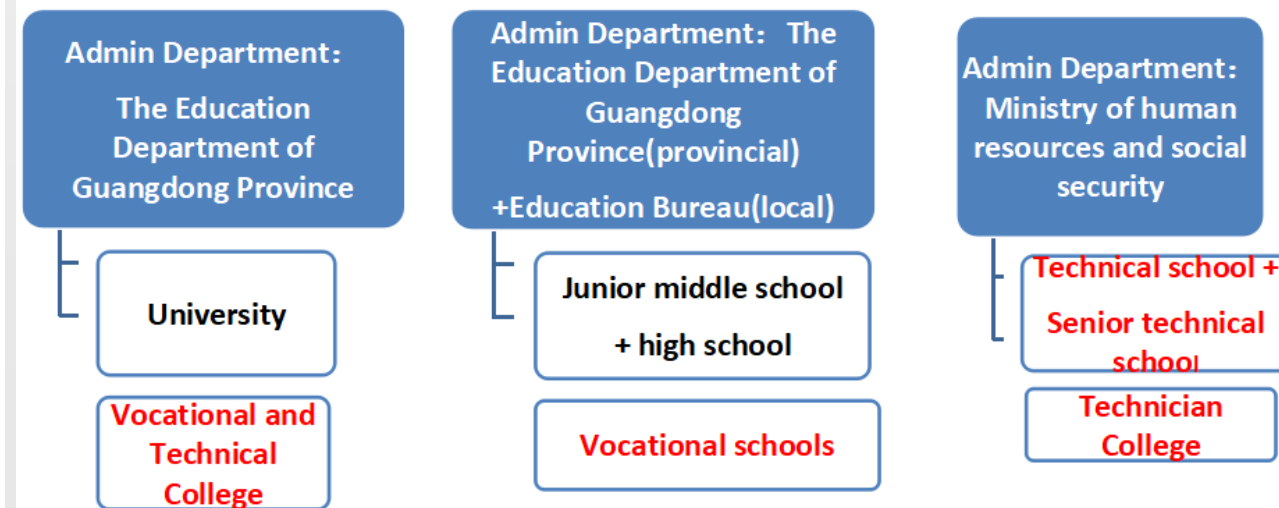 Admin Department：
The Education
Department of
Guangdong Province
University
Vocational and
Technical
College
Admin Department： The
Education Department of
Guangdong
Province(provincial)
+Education Bureau(local)
Junior middle school
+ high school
Vocational schools
Admin Department：
Ministry of human
resources and social
security
Technical school +
Senior technical
school
Technician
College